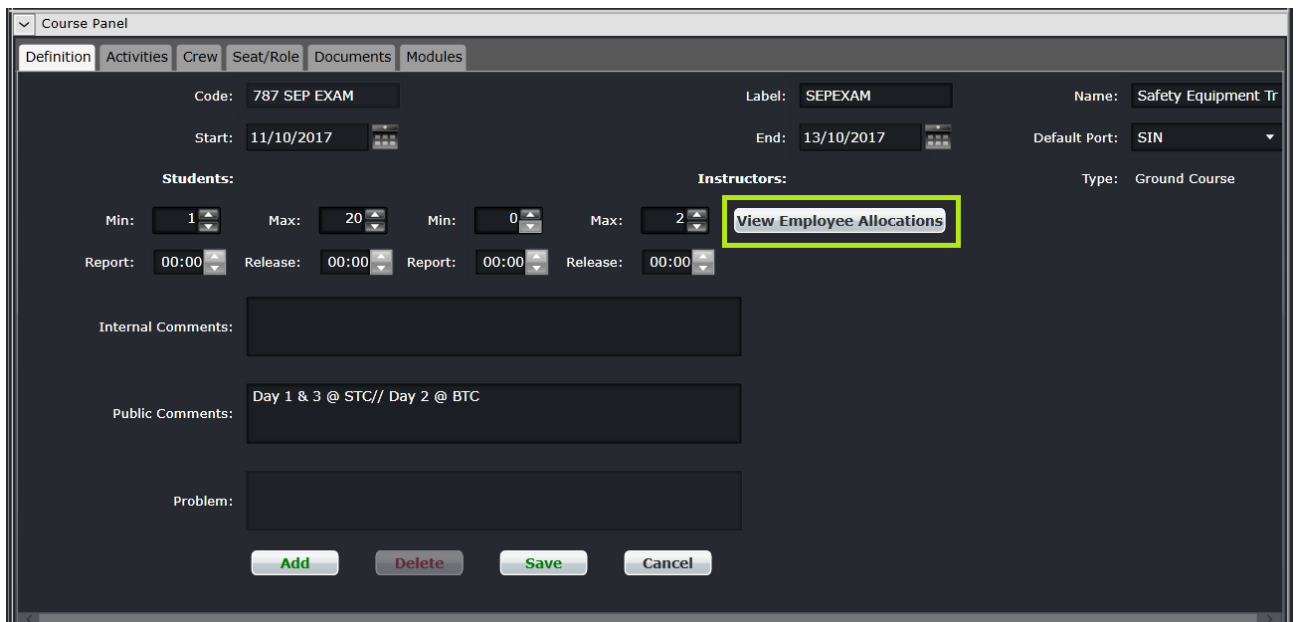 Course Panel
Definition Activities Crew Seat/Role Documents Modules
Code: 787 SEP EXAM Label: SEPEXAM Name: Safety Equipment Tr
Start: 11/10/2017 End: 13/10/2017 Default Port: SIN
Students: Instructors: Type: Ground Course
Min: 1 Max: 20 Min: 0 Max: 2 View Employee Allocations
Report: 00:00 Release: 00:00 Report: 00:00 Release: 00:00
Internal Comments:
Public Comments: Day 1 & 3 @ STC// Day 2 @ BTC
Problem:
Add Delete Save Cancel